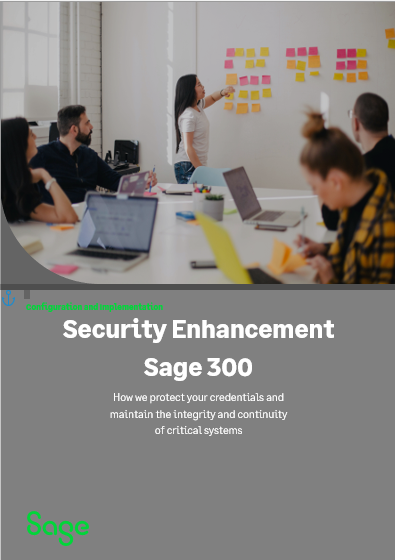 Security Enhancement
Sage 300
How we protect your credentials and
maintain the integrity and continuity
of critical systems
Sage